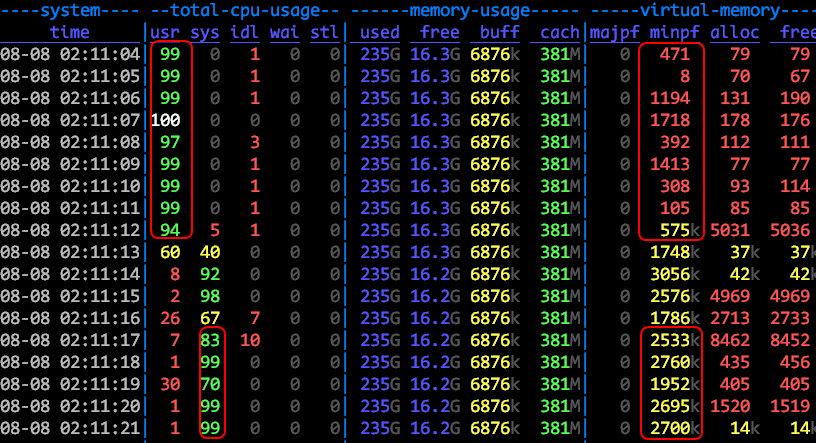 ----system---- --total-cpu-usage-- ------memory-usage----- -----virtual-memory----
time |usr sys idl wai stl| used free buff cach|majpf minpf alloc free
08-08 02:11:04| 99 0 1 0 0| 235G 16.3G 6876k 381M| 0 471 79 79
08-08 02:11:05| 99 0 1 0 0| 235G 16.3G 6876k 381M| 0 8 70 67
08-08 02:11:06| 99 0 1 0 0| 235G 16.3G 6876k 381M| 0 1194 131 190
08-08 02:11:07|100 0 0 0 0| 235G 16.3G 6876k 381M| 0 1718 178 176
08-08 02:11:08| 97 0 3 0 0| 235G 16.3G 6876k 381M| 0 392 112 111
08-08 02:11:09| 99 0 1 0 0| 235G 16.3G 6876k 381M| 0 1413 77 77
08-08 02:11:10| 99 0 1 0 0| 235G 16.3G 6876k 381M| 0 308 93 114
08-08 02:11:11| 99 0 1 0 0| 235G 16.3G 6876k 381M| 0 105 85 85
08-08 02:11:12| 94 5 1 0 0| 235G 16.3G 6876k 381M| 0 575k 5031 5036
08-08 02:11:13| 60 40 0 0 0| 235G 16.3G 6876k 381M| 0 1748k 37k 37k
08-08 02:11:14| 8 92 0 0 0| 235G 16.2G 6876k 381M| 0 3056k 42k 42k
08-08 02:11:15| 2 98 0 0 0| 235G 16.2G 6876k 381M| 0 2576k 4969 4969
08-08 02:11:16| 26 67 7 0 0| 235G 16.2G 6876k 381M| 0 1786k 2713 2733
08-08 02:11:17| 7 83 10 0 0| 235G 16.2G 6876k 381M| 0 2533k 8462 8452
08-08 02:11:18| 1 99 0 0 0| 235G 16.2G 6876k 381M| 0 2760k 435 456
08-08 02:11:19| 30 70 0 0 0| 235G 16.2G 6876k 381M| 0 1952k 405 405
08-08 02:11:20| 1 99 0 0 0| 235G 16.2G 6876k 381M| 0 2695k 1520 1519
08-08 02:11:21| 1 99 0 0 0| 235G 16.2G 6876k 381M| 0 2700k 14k 14k